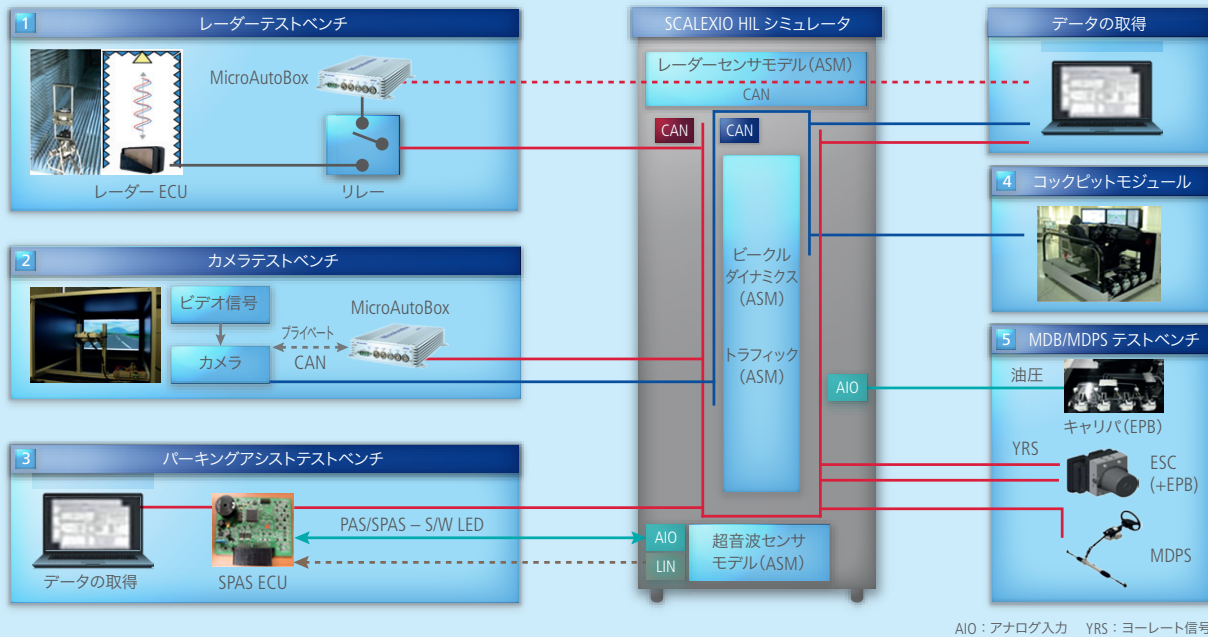 1 レーダーテストベンチ
MicroAutoBox
レーダー ECU
リレー
2 カメラテストベンチ
ビデオ信号
カメラ
プライベート
CAN
MicroAutoBox
3 パーキングアシストテストベンチ
データの取得
SPAS ECU
PAS/SPAS – S/W LED
SCALEXIO HIL シミュレータ
レーダーセンサモデル(ASM)
CAN
CAN
CAN
ビークル
ダイナミクス
(ASM)
トラフィック
(ASM)
AIO
AIO
LIN
超音波センサ
モデル(ASM)
データの取得
4 コックピットモジュール
5 MDB/MDPS テストベンチ
油圧
キャリパ(EPB)
YRS
ESC
(+EPB)
MDPS
AIO：アナログ入力 YRS：ヨーレート信号